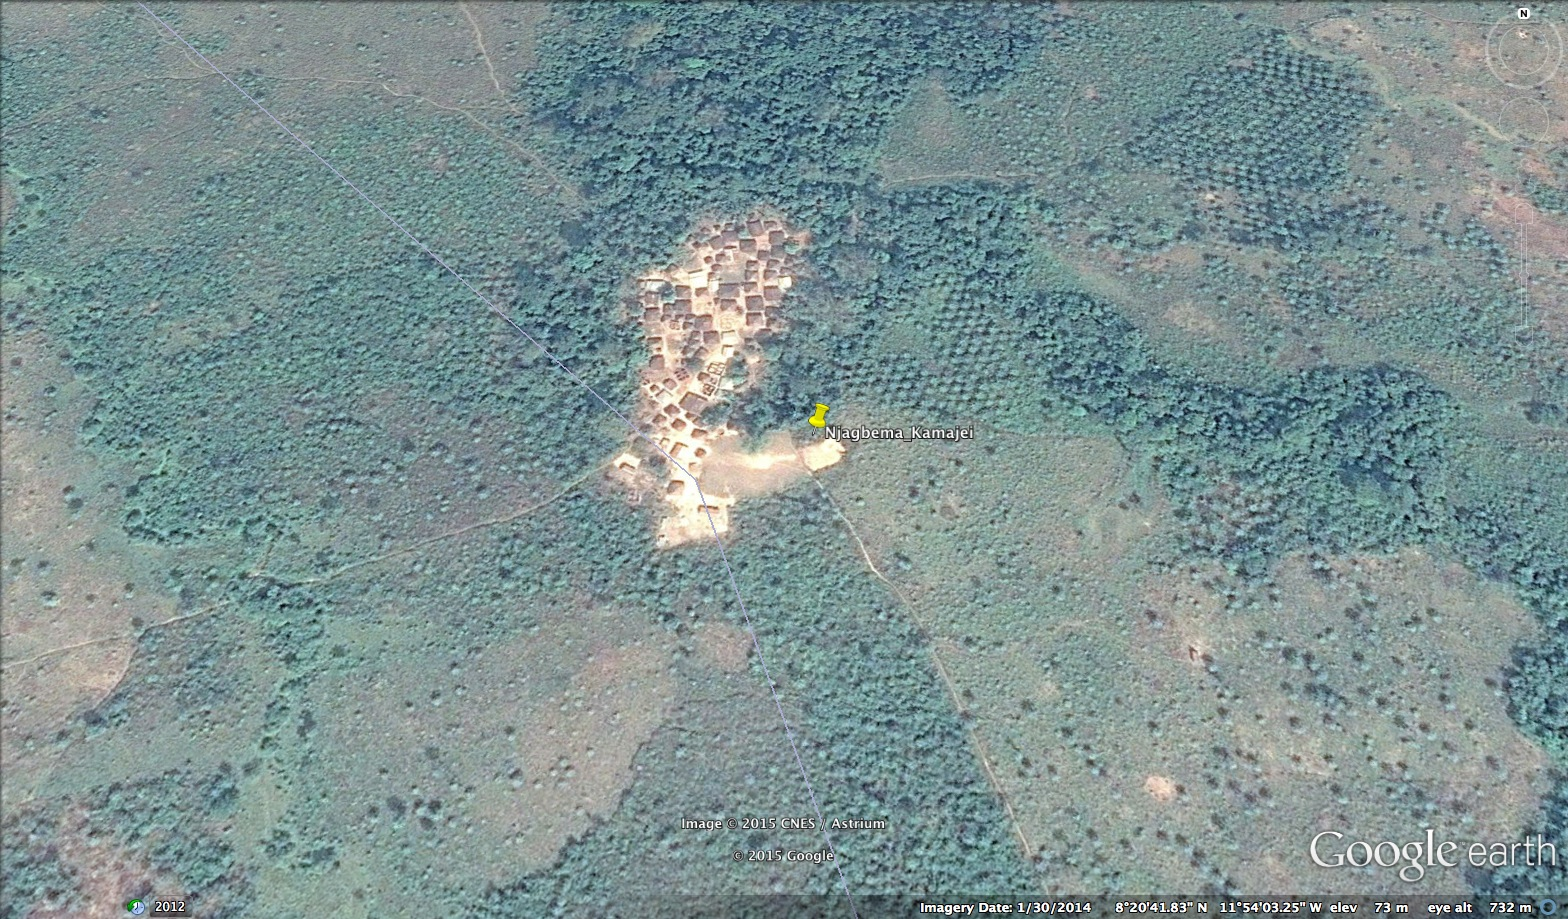 N
Njagbema_Kamajei
Image © 2015 CNES / Astrium
© 2015 Google
Google earth
2012
Imagery Date: 1/30/2014 8°20'41.83" N 11°54'03.25" W elev 73 m eye alt 732 m